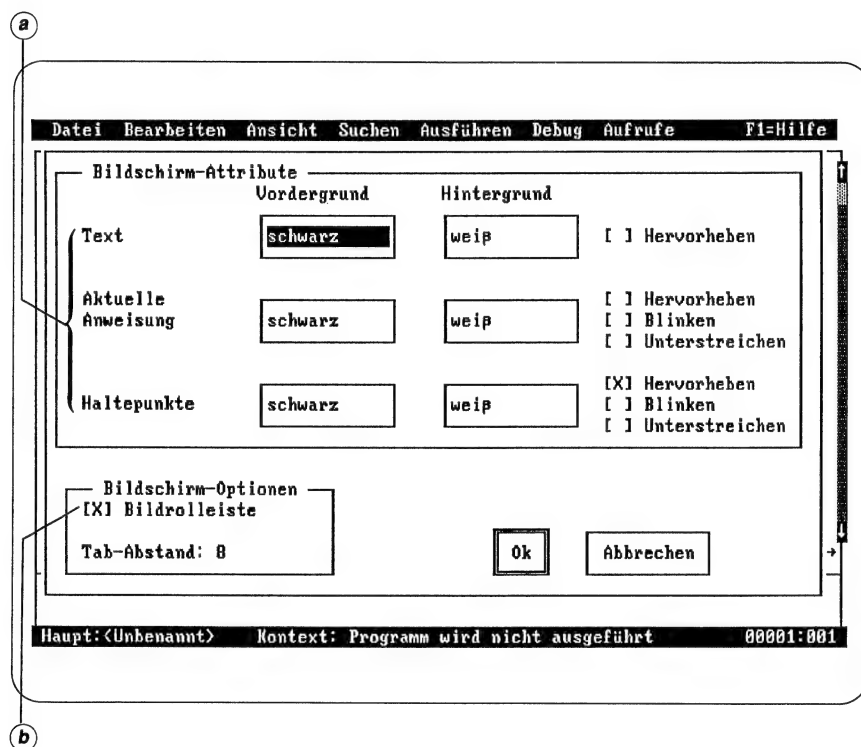 a
Datei Bearbeiten Ansicht Suchen Ausführen Debug Aufrufe F1=Hilfe
Bildschirm-Attribute
Vordergrund Hintergrund
Text schwarz weiß [ ] Hervorheben
Aktuelle [ ] Hervorheben
Anweisung schwarz weiß [ ] Blinken
[ ] Unterstreichen
[X] Hervorheben
Haltepunkte schwarz weiß [ ] Blinken
[ ] Unterstreichen
Bildschirm-Optionen
[X] Bildrolleiste
Tab-Abstand: 8 Ok Abbrechen
Haupt:<Unbenannt> Kontext: Programm wird nicht ausgeführt 00001:001
b